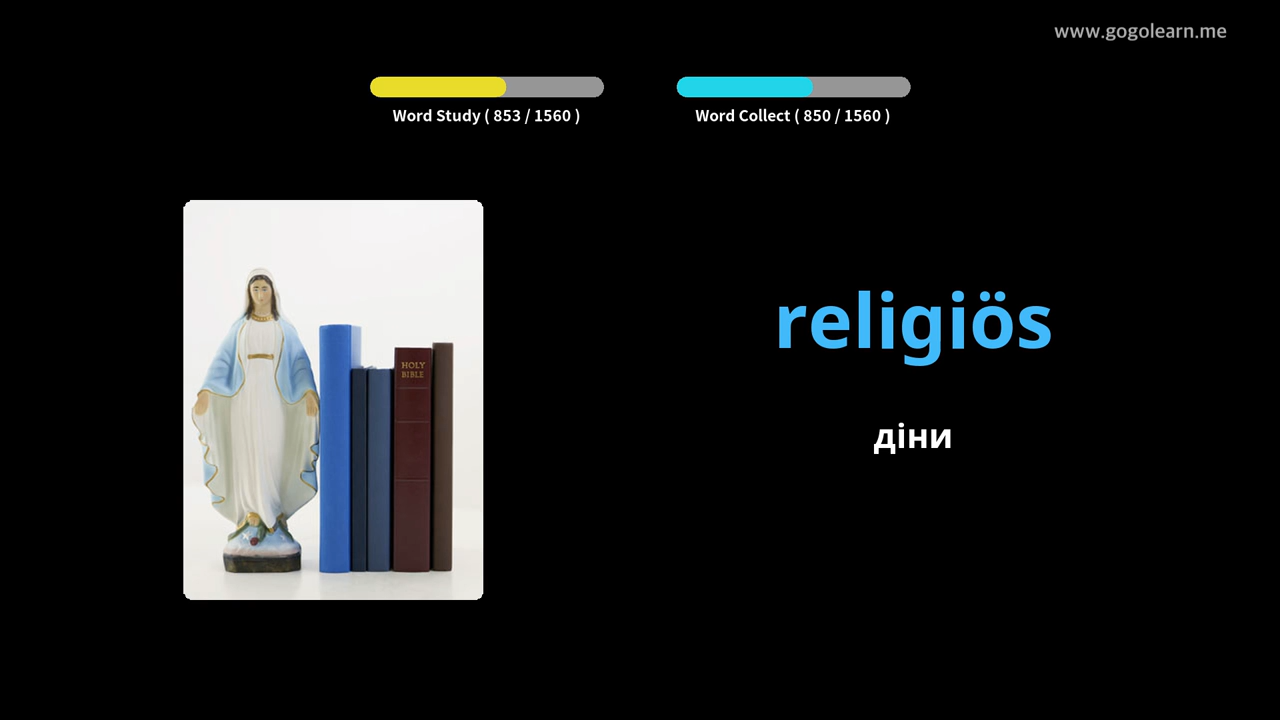 www.gogolearn.me
Word Study ( 853 / 1560 )
Word Collect ( 850 / 1560 )
HOLY
BIBLE
religiös
діни